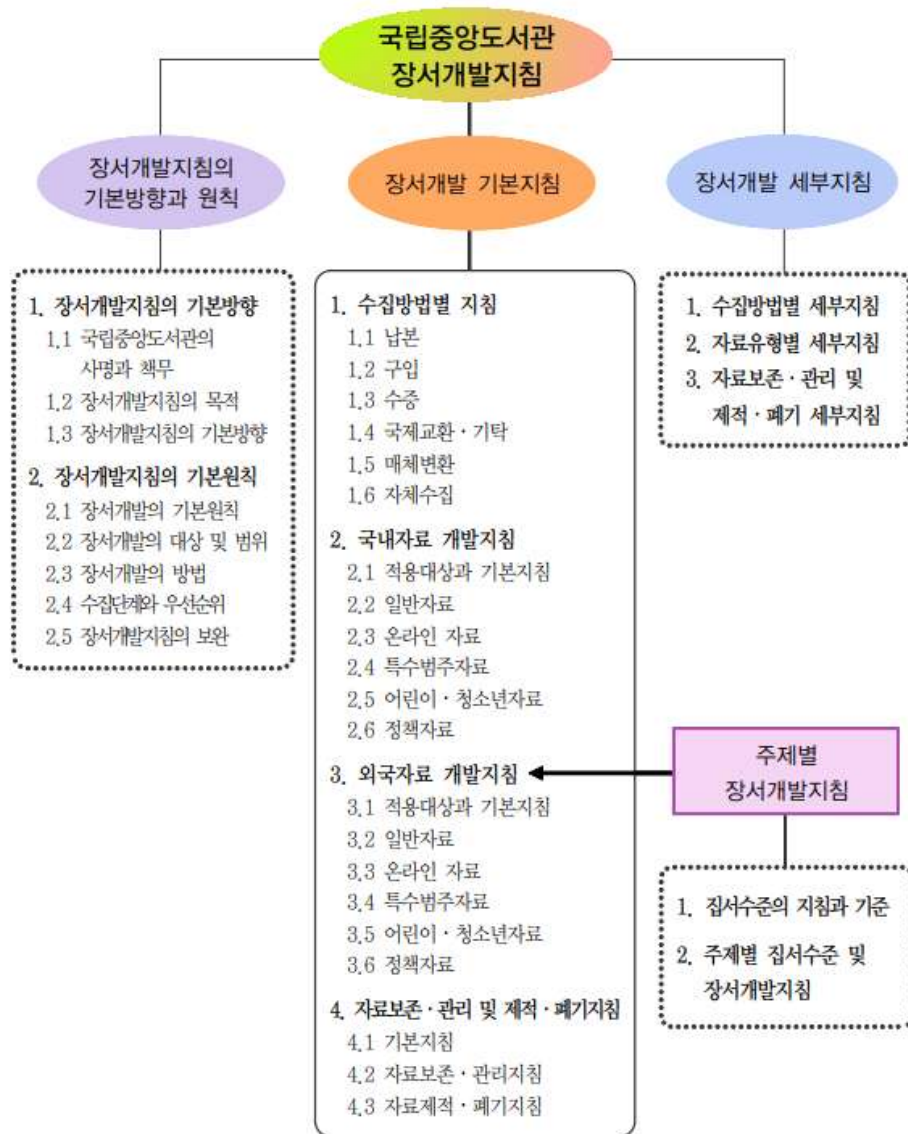 국립중앙도서관
장서개발지침
장서개발지침의
기본방향과 원칙
1. 장서개발지침의 기본방향
1.1 국립중앙도서관의
사명과 책무
1.2 장서개발지침의 목적
1.3 장서개발지침의 기본방향
2. 장서개발지침의 기본원칙
2.1 장서개발의 기본원칙
2.2 장서개발의 대상 및 범위
2.3 장서개발의 방법
2.4 수집단계와 우선순위
2.5 장서개발지침의 보완
장서개발 기본지침
1. 수집방법별 지침
1.1 납본
1.2 구입
1.3 수증
1.4 국제교환·기탁
1.5 매체변환
1.6 자체수집
2. 국내자료 개발지침
2.1 적용대상과 기본지침
2.2 일반자료
2.3 온라인 자료
2.4 특수범주자료
2.5 어린이·청소년자료
2.6 정책자료
3. 외국자료 개발지침
3.1 적용대상과 기본지침
3.2 일반자료
3.3 온라인 자료
3.4 특수범주자료
3.5 어린이·청소년자료
3.6 정책자료
4. 자료보존·관리 및 제적·폐기지침
4.1 기본지침
4.2 자료보존·관리지침
4.3 자료제적·폐기지침
장서개발 세부지침
1. 수집방법별 세부지침
2. 자료유형별 세부지침
3. 자료보존·관리 및
제적·폐기 세부지침
주제별
장서개발지침
1. 집서수준의 지침과 기준
2. 주제별 집서수준 및
장서개발지침